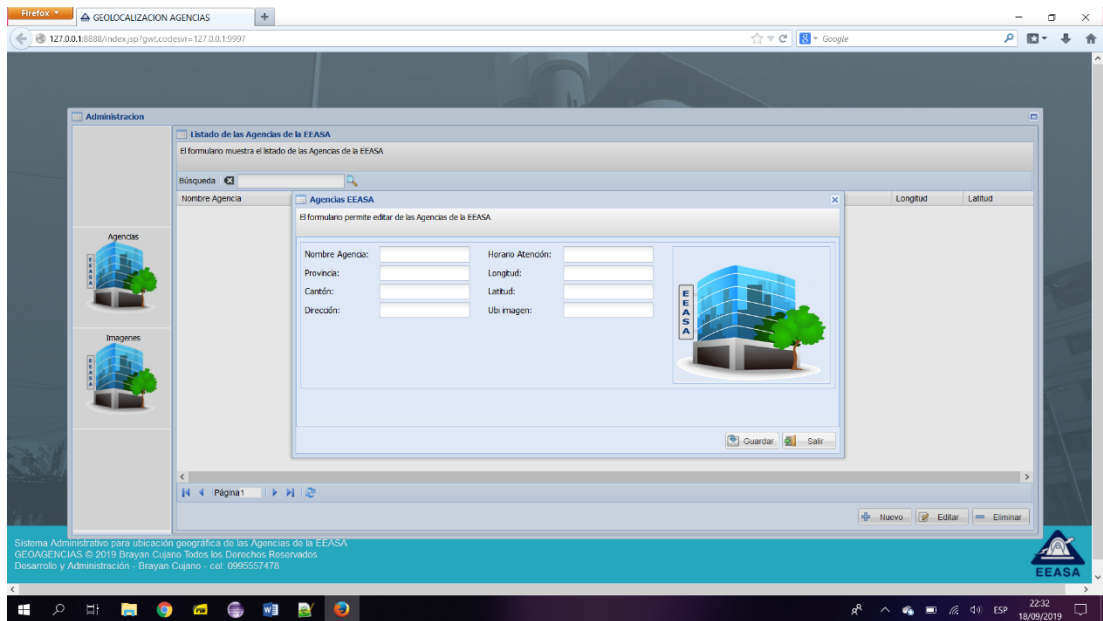 Firefox
GEOLOCALIZACION AGENCIAS
127.0.0.1:8888/index.jsp?gwt.codesvr=127.0.0.1:9997
Google
Administracion
Listado de las Agencias de la EEASA
El formulario muestra el listado de las Agencias de la EEASA
Búsqueda
Nombre Agencia
Longitud
Latitud
Agencias
EEASA
Imagenes
EEASA
Agencias EEASA
El formulario permite editar de las Agencias de la EEASA
Nombre Agencia:
Horario Atención:
Provincia:
Longitud:
Cantón:
Latitud:
Dirección:
Ubi imagen:
EEASA
Guardar
Salir
Página 1
Nuevo
Editar
Eliminar
Sistema Administrativo para ubicación geográfica de las Agencias de la EEASA
GEOAGENCIAS © 2019 Brayan Cujano Todos los Derechos Reservados
Desarrollo y Administración - Brayan Cujano - cel: 0995557478
EEASA
ESP
22:32
18/09/2019